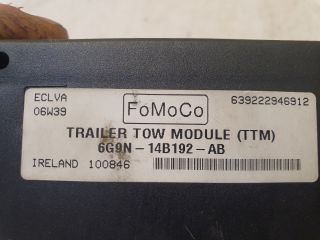 ECLVA
06W39
FoMoCo
639222946912
TRAILER TOW MODULE (TTM)
6G9N-14B192-AB
IRELAND 100846